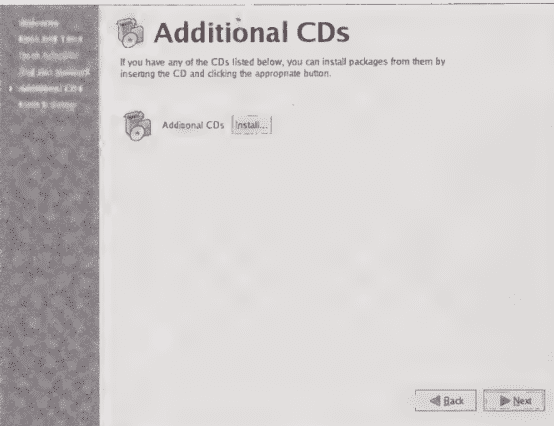 Additional CDs
If you have any of the CDs listed below, you can install packages from them by
inserting the CD and clicking the appropriate button.
Additional CDs Install...
Back Next